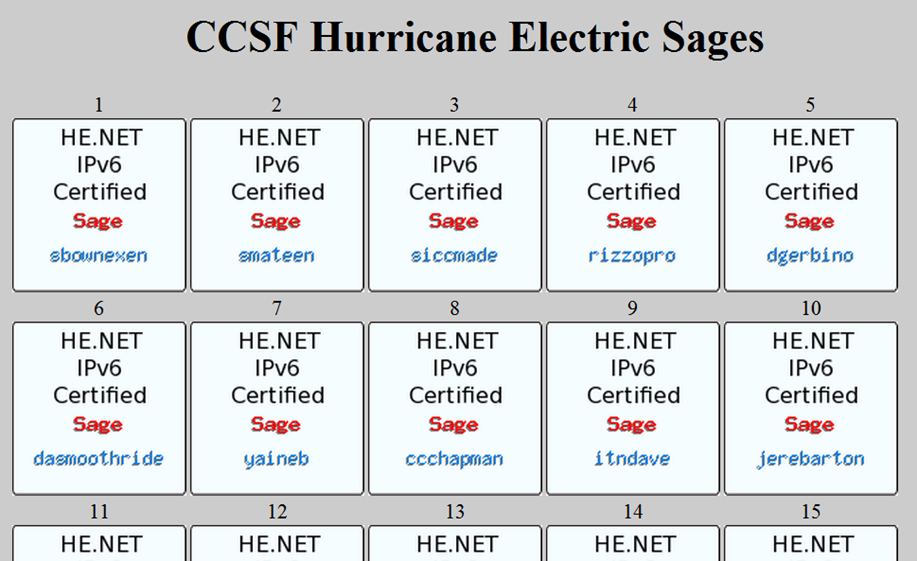 CCSF Hurricane Electric Sages
1 2 3 4 5
HE.NET HE.NET HE.NET HE.NET HE.NET
IPv6 IPv6 IPv6 IPv6 IPv6
Certified Certified Certified Certified Certified
Sage Sage Sage Sage Sage
sbownexen smateen siccmade rizzopro dgerbino
6 7 8 9 10
HE.NET HE.NET HE.NET HE.NET HE.NET
IPv6 IPv6 IPv6 IPv6 IPv6
Certified Certified Certified Certified Certified
Sage Sage Sage Sage Sage
dasmoothride yaineb ccchapman itndave jerebarton
11 12 13 14 15
HE.NET HE.NET HE.NET HE.NET HE.NET